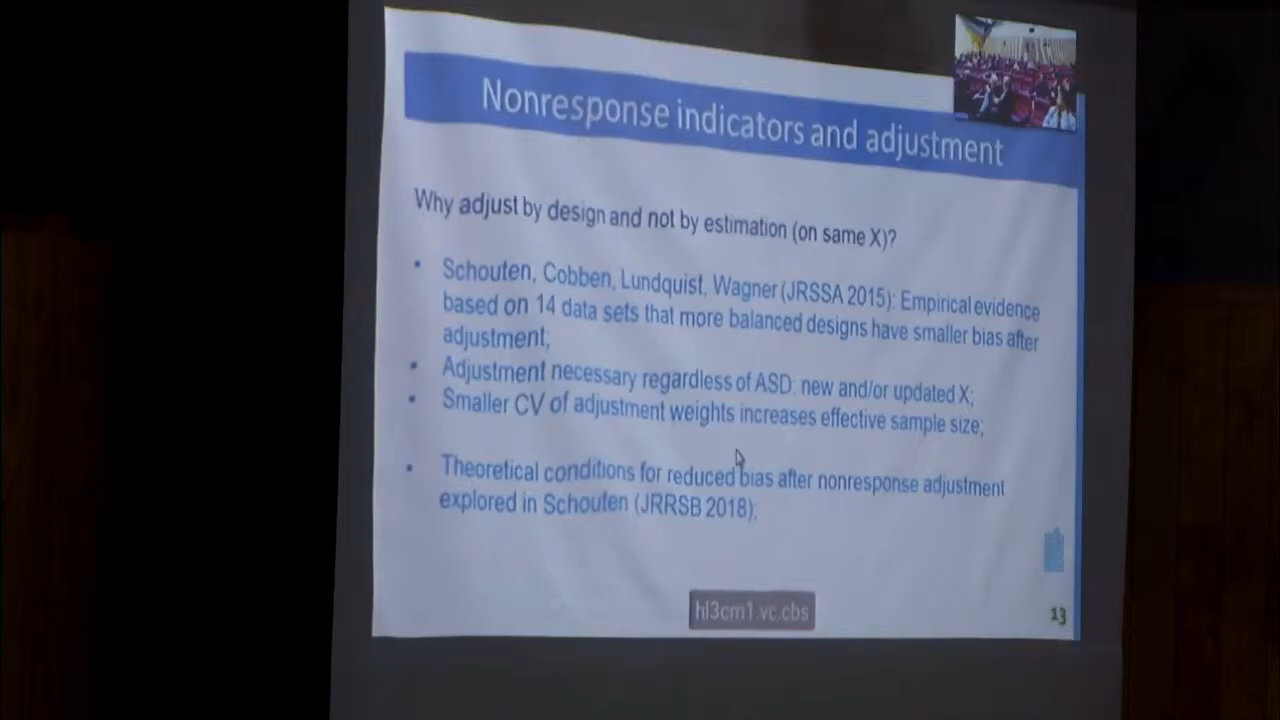 Nonresponse indicators and adjustment
Why adjust by design and not by estimation (on same X)?
• Schouten, Cobben, Lundquist, Wagner (JRSSA 2015): Empirical evidence
based on 14 data sets that more balanced designs have smaller bias after
adjustment;
• Adjustment necessary regardless of ASD: new and/or updated X;
• Smaller CV of adjustment weights increases effective sample size;
• Theoretical conditions for reduced bias after nonresponse adjustment
explored in Schouten (JRRSB 2018);
hl3cm1.vc.cbs
13